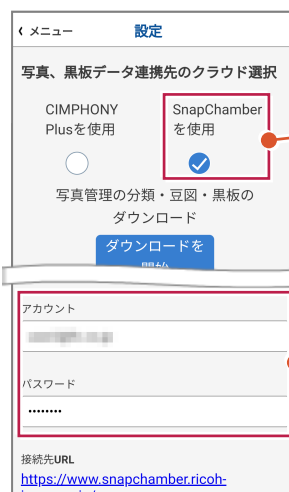 メニュー
設定
写真、黒板データ連携先のクラウド選択
CIMPHONY
Plusを使用
SnapChamber
を使用
写真管理の分類・豆図・黒板の
ダウンロード
ダウンロードを
アカウント
パスワード
••••••••
接続先URL
https://www.snapchamber.ricoh-